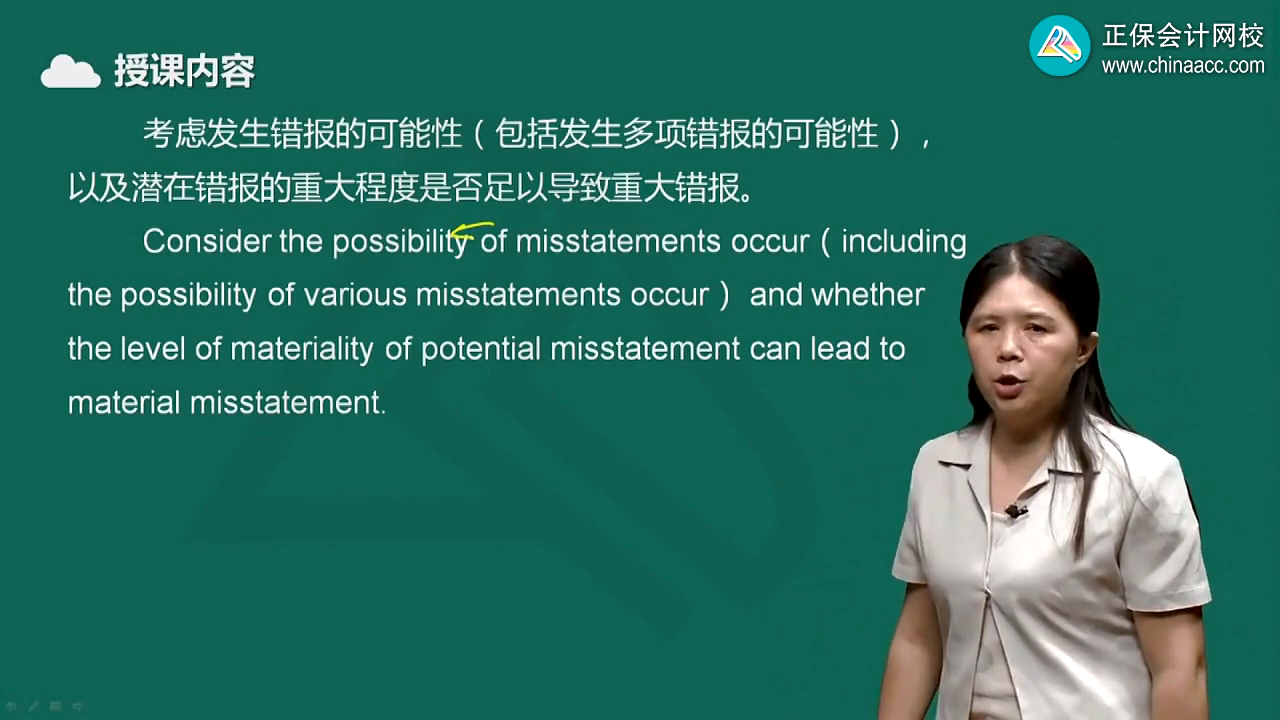 正保会计网校
www.chinaacc.com
授课内容
考虑发生错报的可能性（包括发生多项错报的可能性），
以及潜在错报的重大程度是否足以导致重大错报。
Consider the possibility of misstatements occur（including
the possibility of various misstatements occur） and whether
the level of materiality of potential misstatement can lead to
material misstatement.